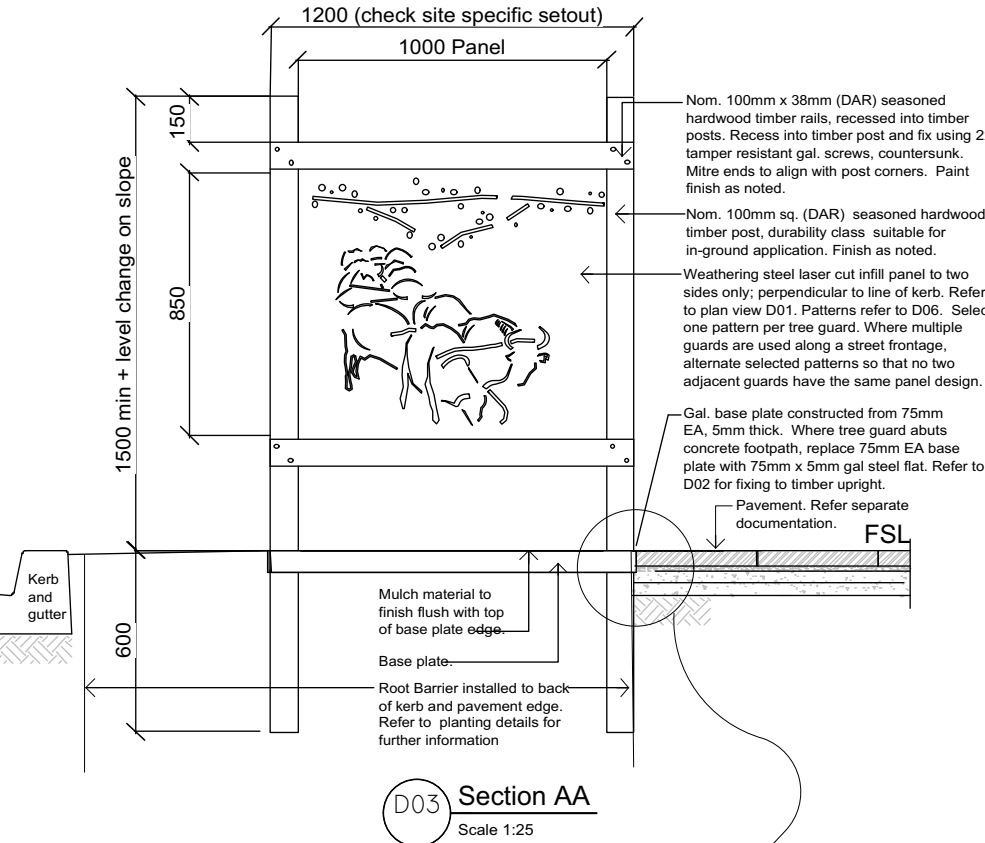 1200 (check site specific setout)
1000 Panel
150
850
1500 min + level change on slope
600
Nom. 100mm x 38mm (DAR) seasoned
hardwood timber rails, recessed into timber
posts. Recess into timber post and fix using 2
tamper resistant gal. screws, countersunk.
Mitre ends to align with post corners. Paint
finish as noted.
Nom. 100mm sq. (DAR) seasoned hardwood
timber post, durability class suitable for
in-ground application. Finish as noted.
Weathering steel laser cut infill panel to two
sides only; perpendicular to line of kerb. Refer
to plan view D01. Patterns refer to D06. Selec
one pattern per tree guard. Where multiple
guards are used along a street frontage,
alternate selected patterns so that no two
adjacent guards have the same panel design.
Gal. base plate constructed from 75mm
EA, 5mm thick. Where tree guard abuts
concrete footpath, replace 75mm EA base
plate with 75mm x 5mm gal steel flat. Refer to
D02 for fixing to timber upright.
Pavement. Refer separate
documentation.
FSL
Kerb
and
gutter
Mulch material to
finish flush with top
of base plate edge.
Base plate.
Root Barrier installed to back
of kerb and pavement edge.
Refer to planting details for
further information
D03
Section AA
Scale 1:25